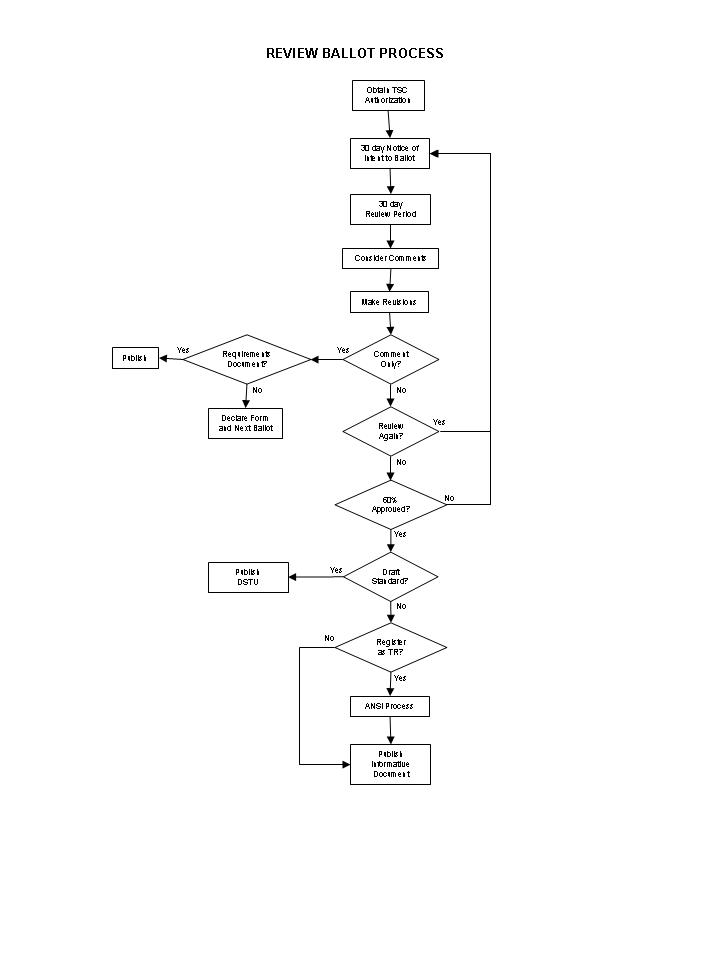 REVIEW BALLOT PROCESS
Obtain TSC
Authorization
30 day Notice of
Intent to Ballot
30 day
Review Period
Consider Comments
Make Revisions
Comment
Only?
Yes
No
Requirements
Document?
Yes
No
Publish
Declare Form
and Next Ballot
Review
Again?
Yes
No
60%
Approved?
No
Yes
Draft
Standard?
Yes
No
Publish
DSTU
Register
as TR?
No
Yes
ANSI Process
Publish
Informative
Document